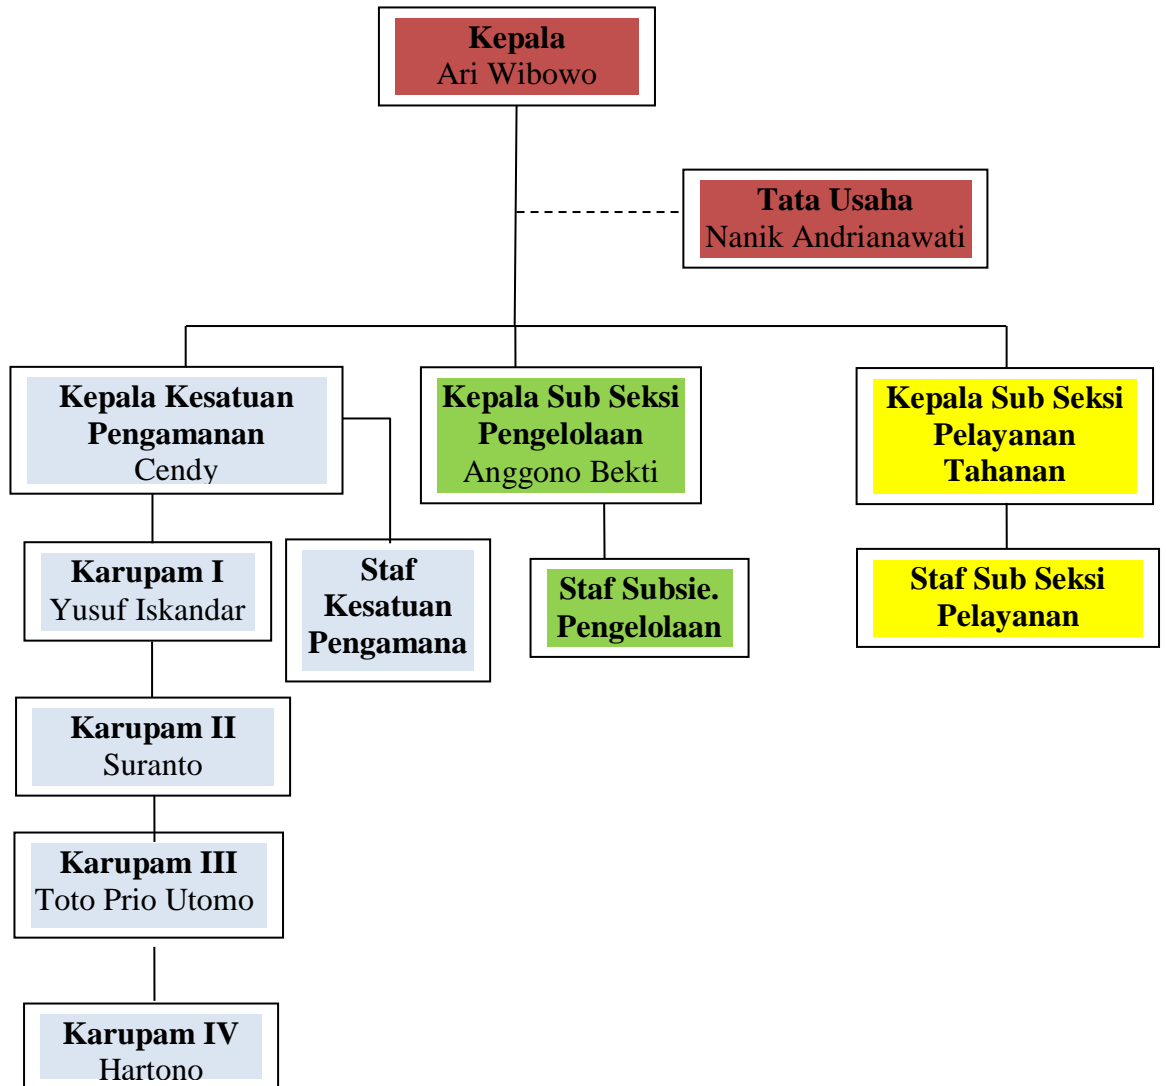 Kepala
Ari Wibowo
Tata Usaha
Nanik Andrianawati
Kepala Kesatuan
Pengamanan
Cendy
Kepala Sub Seksi
Pengelolaan
Anggono Bekti
Kepala Sub Seksi
Pelayanan
Tahanan
Karupam I
Yusuf Iskandar
Staf
Kesatuan
Pengamana
Staf Subsie.
Pengelolaan
Staf Sub Seksi
Pelayanan
Karupam II
Suranto
Karupam III
Toto Prio Utomo
Karupam IV
Hartono